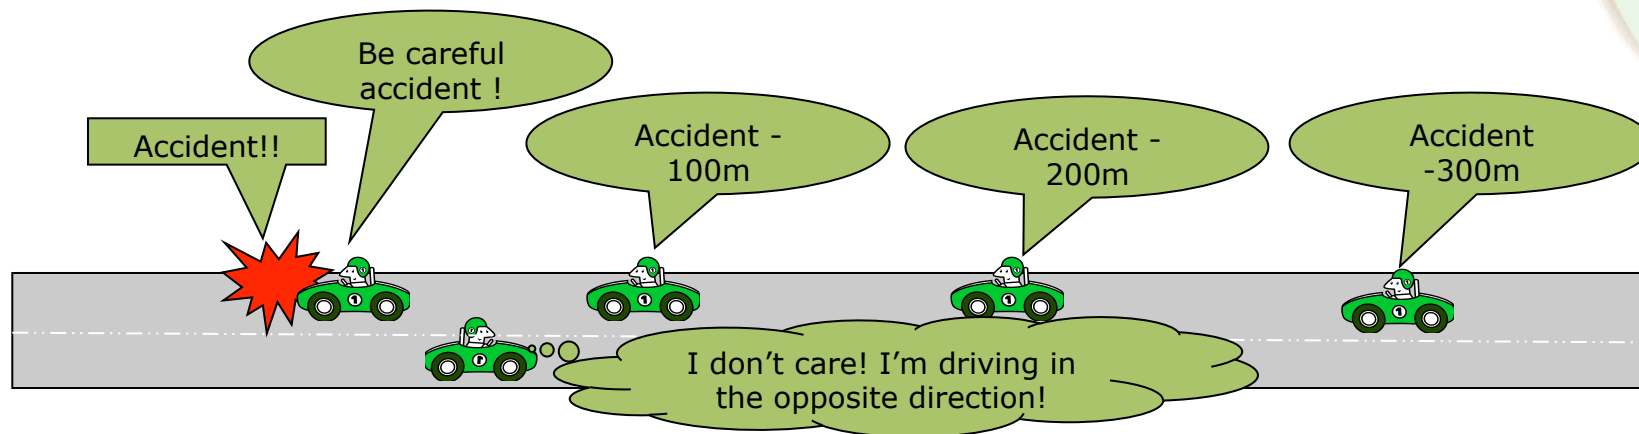 Accident!!
Be careful
accident !
Accident -
100m
Accident -
200m
Accident
-300m
I don’t care! I’m driving in
the opposite direction!